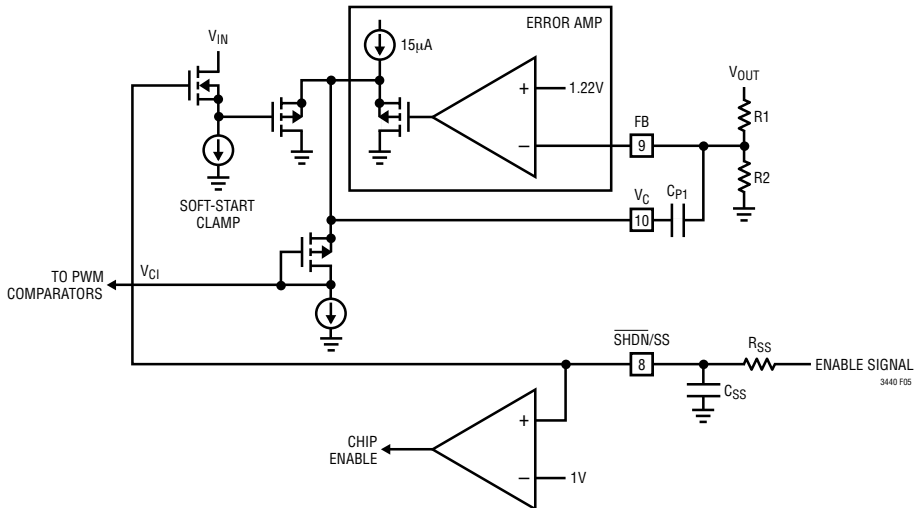 ERROR AMP
15µA
V_IN
+
1.22V
−
V_OUT
R1
FB
9
R2
SOFT-START
CLAMP
V_C
10
C_P1
TO PWM
COMPARATORS
V_CI
SHDN/SS
8
R_SS
ENABLE SIGNAL
3440 F05
C_SS
+
CHIP
ENABLE
−
1V